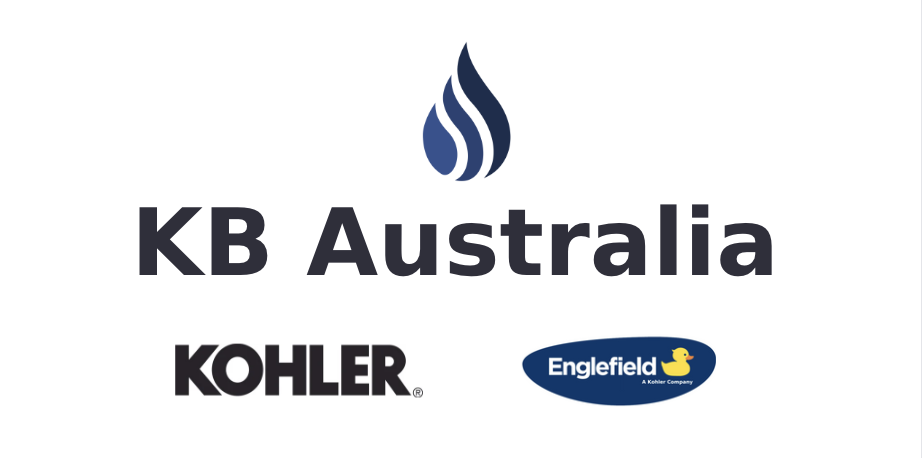 KB Australia
KOHLER®
Englefield
A Kohler Company